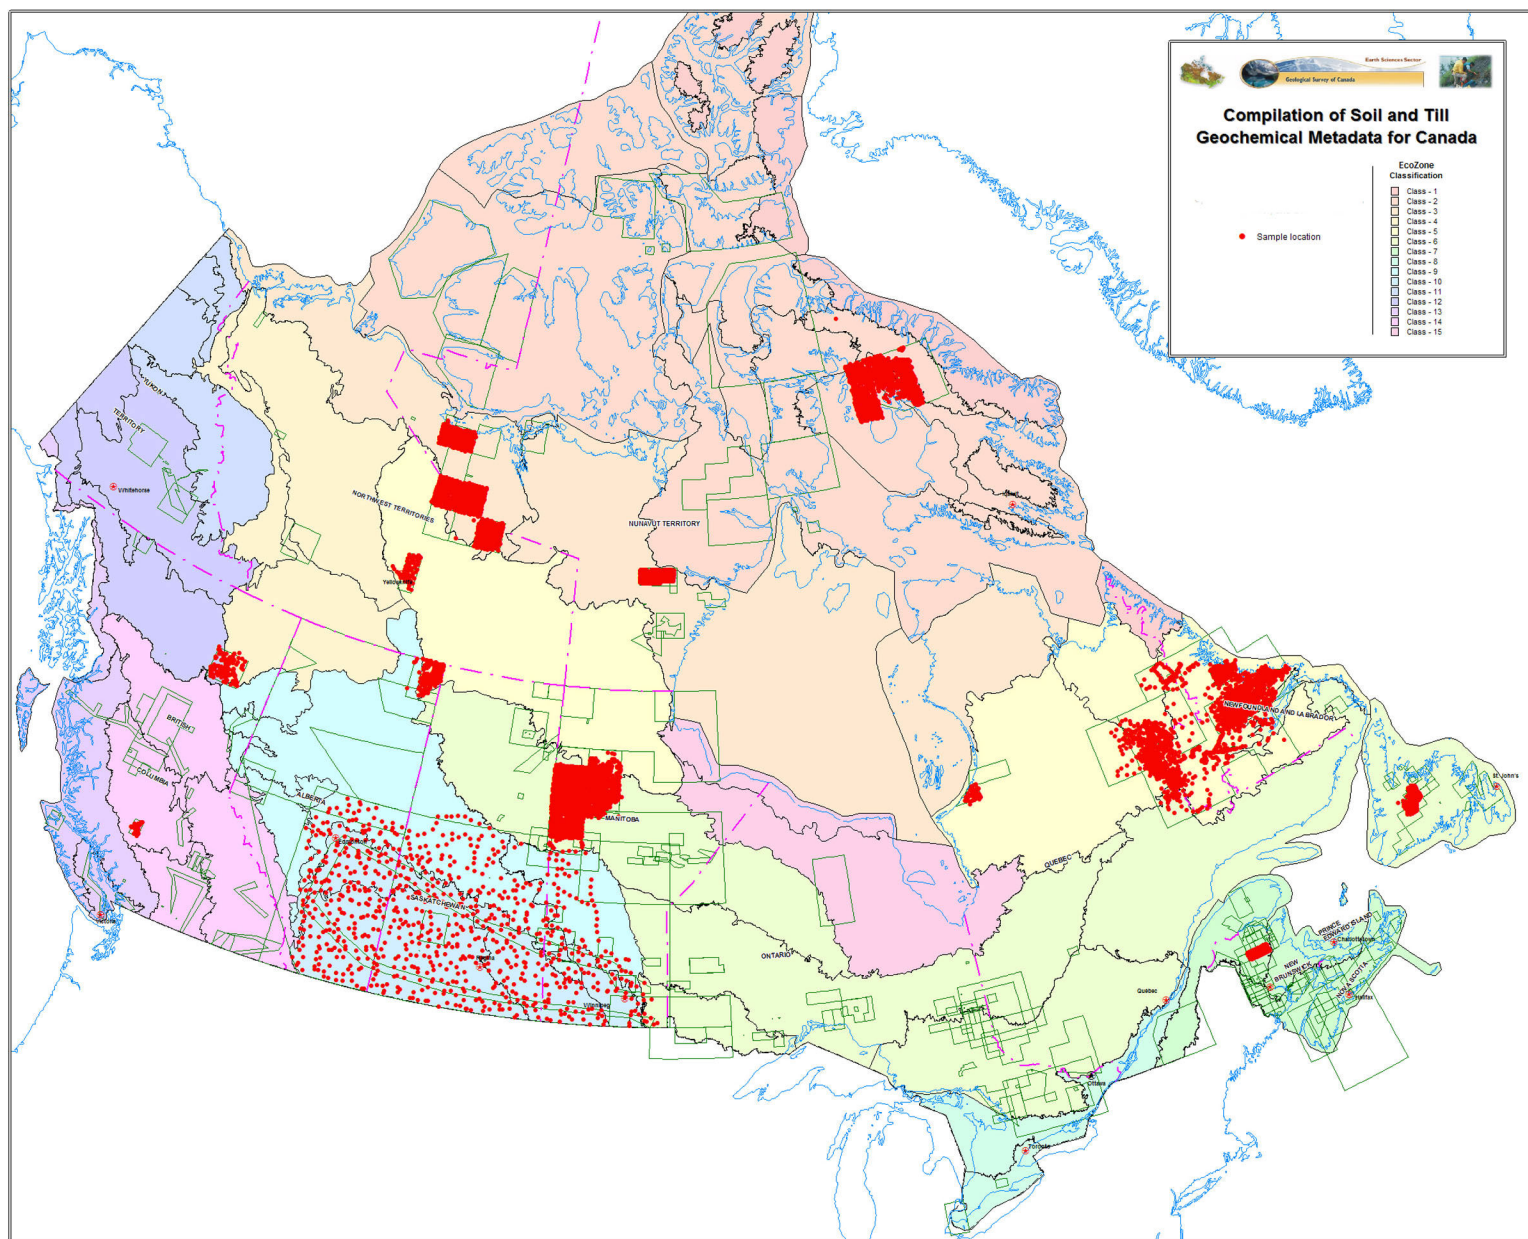 Earth Sciences Sector
Geological Survey of Canada
Compilation of Soil and Till
Geochemical Metadata for Canada
EcoZone
Classification
Class - 1
Class - 2
Class - 3
Class - 4
Class - 5
Class - 6
Class - 7
Class - 8
Class - 9
Class - 10
Class - 11
Class - 12
Class - 13
Class - 14
Class - 15
Sample location
YUKON
TERRITORY
Whitehorse
NORTHWEST TERRITORIES
NUNAVUT TERRITORY
BRITISH
COLUMBIA
ALBERTA
Edmonton
SASKATCHEWAN
MANITOBA
Winnipeg
ONTARIO
QUEBEC
NEWFOUNDLAND AND LABRADOR
St. John's
PRINCE
EDWARD ISLAND
Charlottetown
NEW
BRUNSWICK
NOVA SCOTIA
Halifax
Québec
Ottawa
Toronto